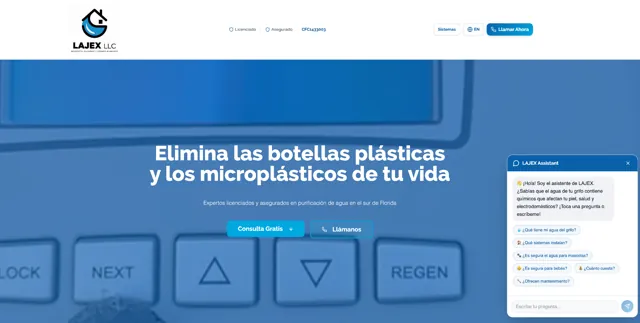 LAJEX LLC
Licenciado
Asegurado
Sistemas
EN
Llamar Ahora
Elimina las botellas plásticas
y los microplásticos de tu vida
Expertos licenciados y asegurados en purificación de agua en el sur de Florida
Consulta Gratis
Llámanos
LOCK
NEXT
REGEN
LAJEX Assistant
¡Hola! Soy el asistente de LAJEX.
¿Sabías que el agua de tu grifo contiene
químicos que afectan tu piel, salud y
electrodomésticos? ¿Toca una pregunta o
escríbeme!
¿Qué tiene mi agua del grifo?
¿Qué sistemas instalan?
¿Es segura el agua para mascotas?
¿Es segura para bebés?
¿Cuánto cuesta?
¿Ofrecen mantenimiento?
Escribe tu pregunta...